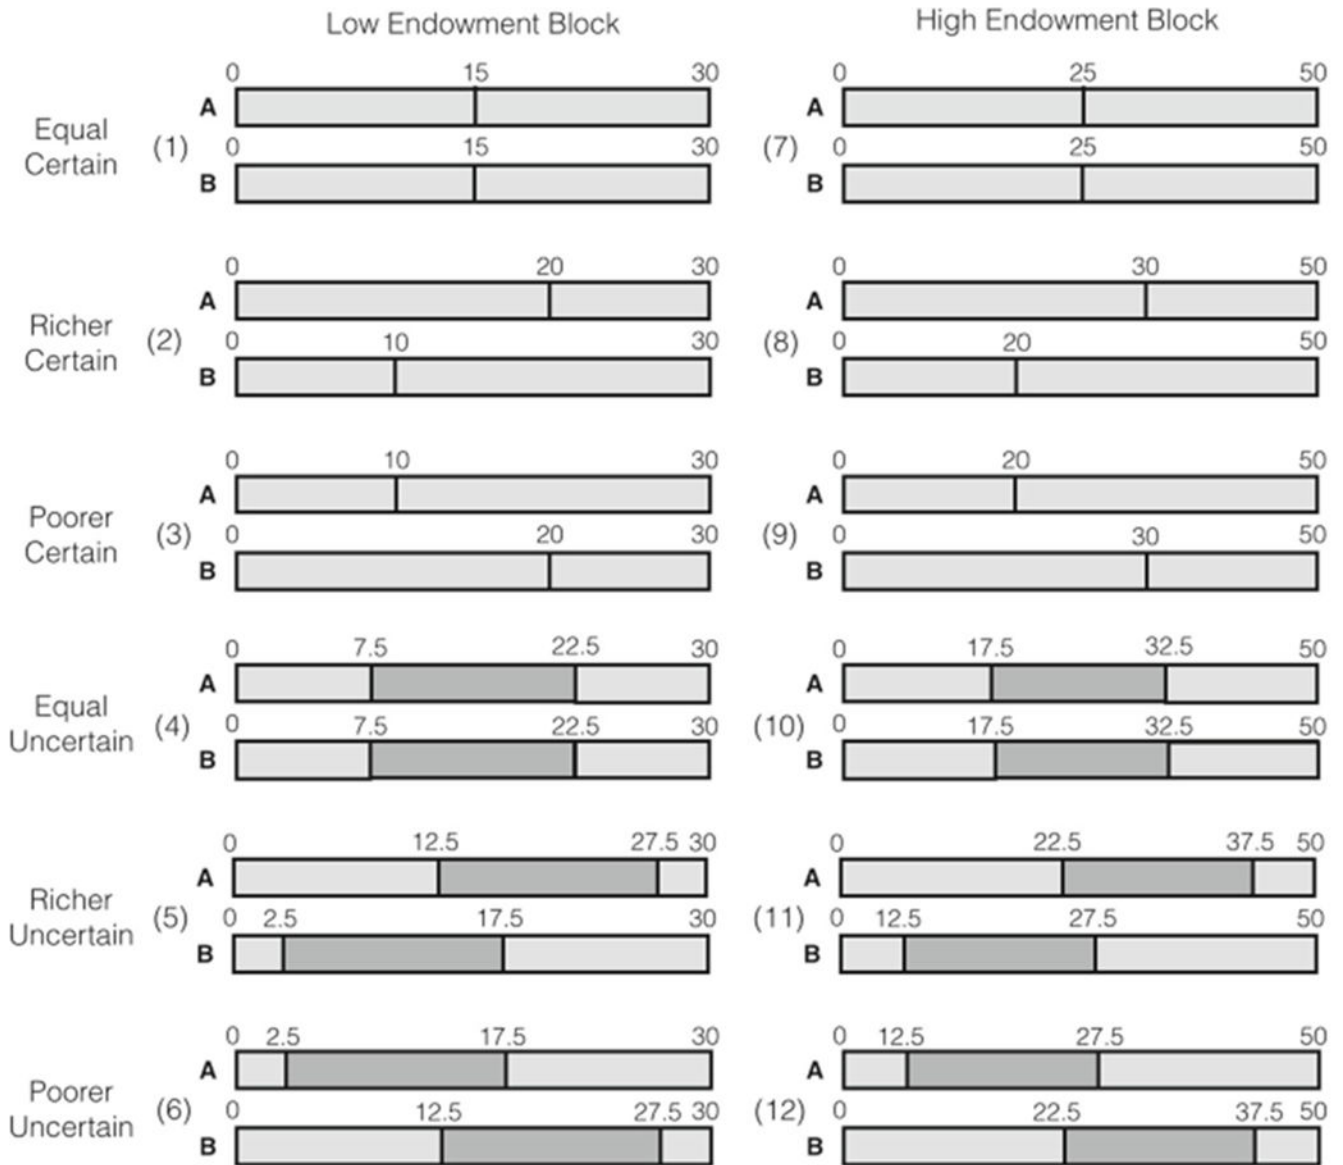 Low Endowment Block
High Endowment Block
0 15 30
0 25 50
A
A
Equal
Certain
(1)
0 15 30
(7)
0 25 50
B
B
0 20 30
0 30 50
A
A
Richer
Certain
(2)
0 10 30
(8)
0 20 50
B
B
0 10 30
0 20 50
A
A
Poorer
Certain
(3)
0 20 30
(9)
0 30 50
B
B
0 7.5 22.5 30
0 17.5 32.5 50
A
A
Equal
Uncertain
(4)
0 7.5 22.5 30
(10)
0 17.5 32.5 50
B
B
0 12.5 27.5 30
0 22.5 37.5 50
A
A
Richer
Uncertain
(5)
0 2.5 17.5 30
(11)
0 12.5 27.5 50
B
B
0 2.5 17.5 30
0 12.5 27.5 50
A
A
Poorer
Uncertain
(6)
0 12.5 27.5 30
(12)
0 22.5 37.5 50
B
B